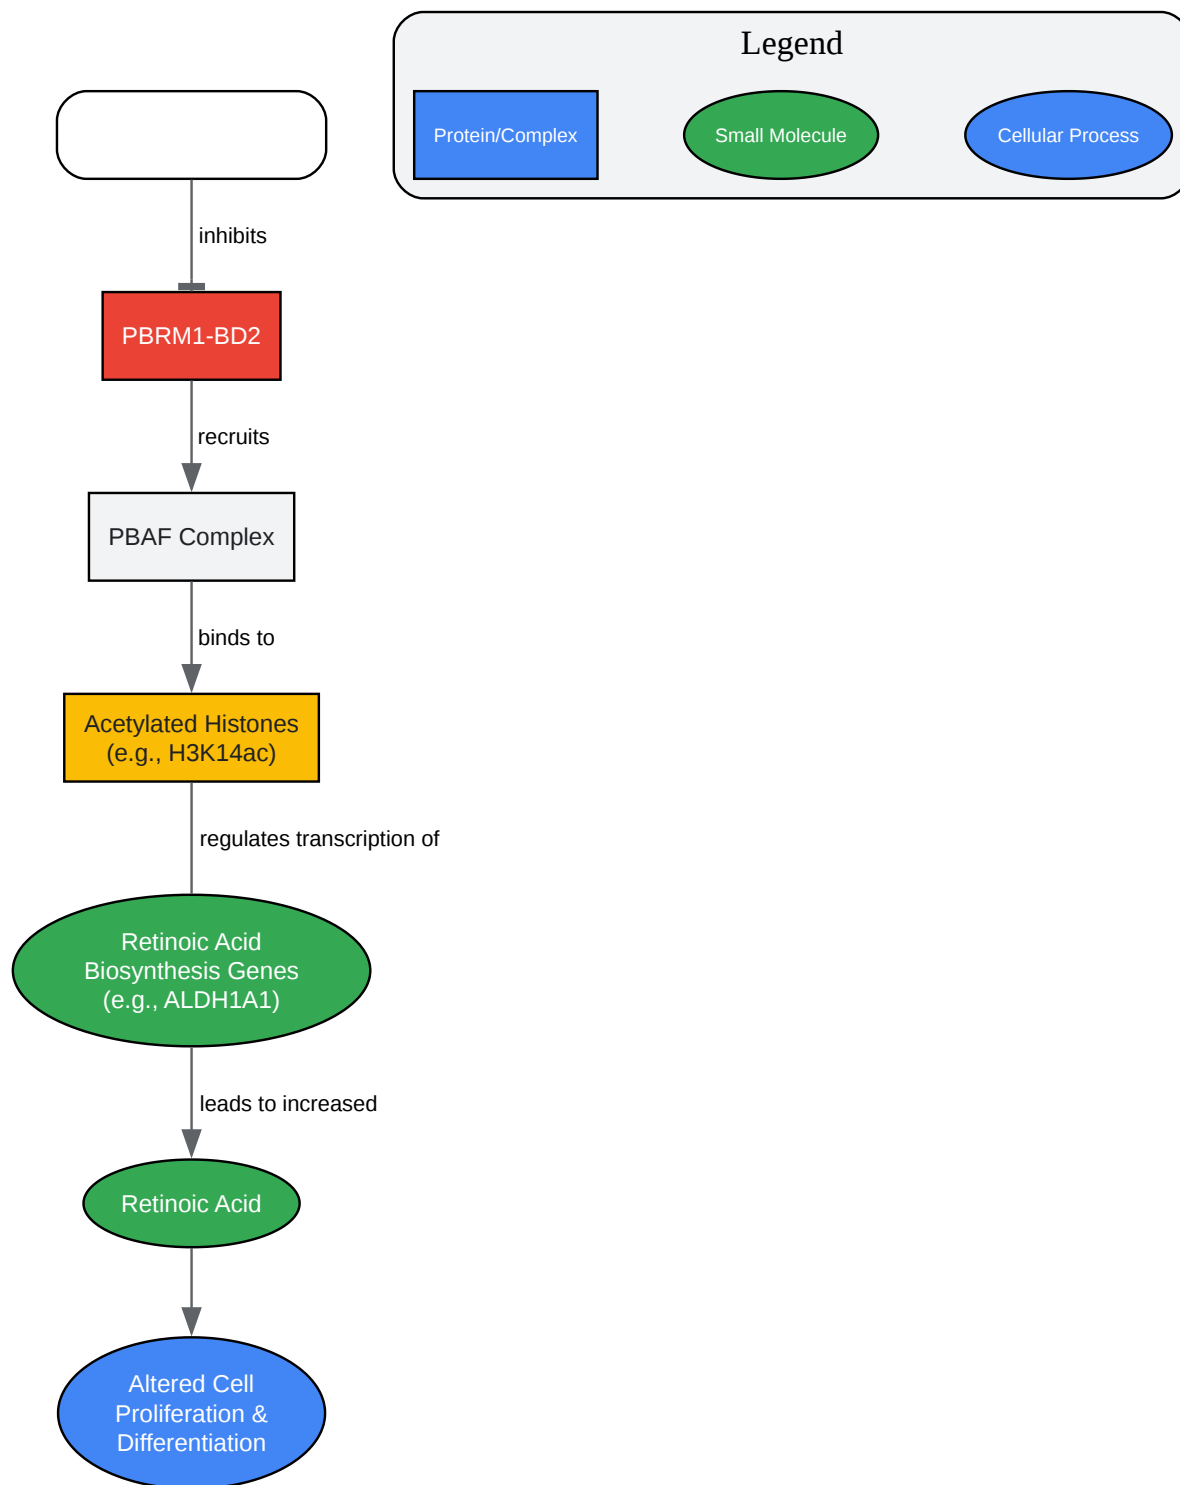 Legend
Protein/Complex
Small Molecule
Cellular Process
inhibits
PBRM1-BD2
recruits
PBAF Complex
binds to
Acetylated Histones
(e.g., H3K14ac)
regulates transcription of
Retinoic Acid
Biosynthesis Genes
(e.g., ALDH1A1)
leads to increased
Retinoic Acid
Altered Cell
Proliferation &
Differentiation